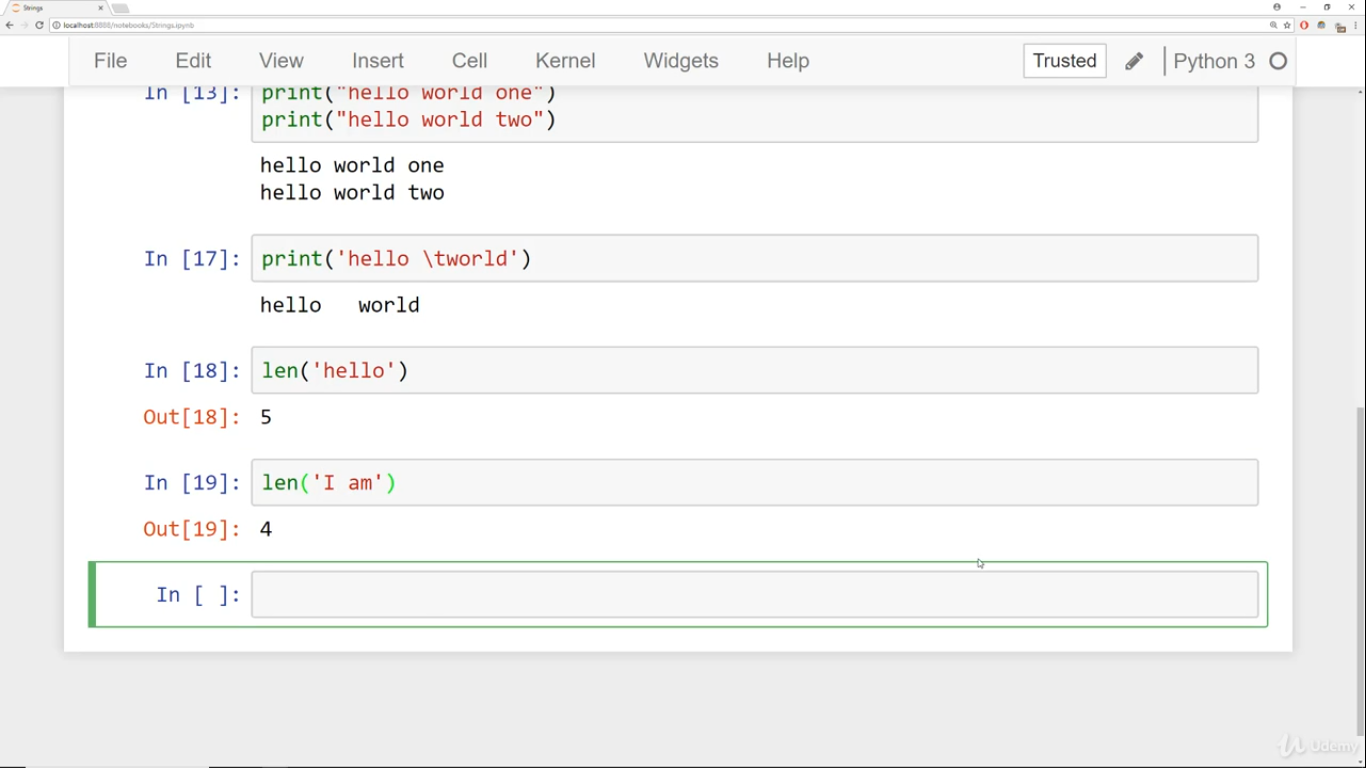 Strings
localhost:8888/notebooks/Strings.ipynb
File Edit View Insert Cell Kernel Widgets Help Trusted Python 3
In [13]: print("hello world one")
print("hello world two")
hello world one
hello world two
In [17]: print('hello \tworld')
hello   world
In [18]: len('hello')
Out[18]: 5
In [19]: len('I am')
Out[19]: 4
In [ ]:
Udemy